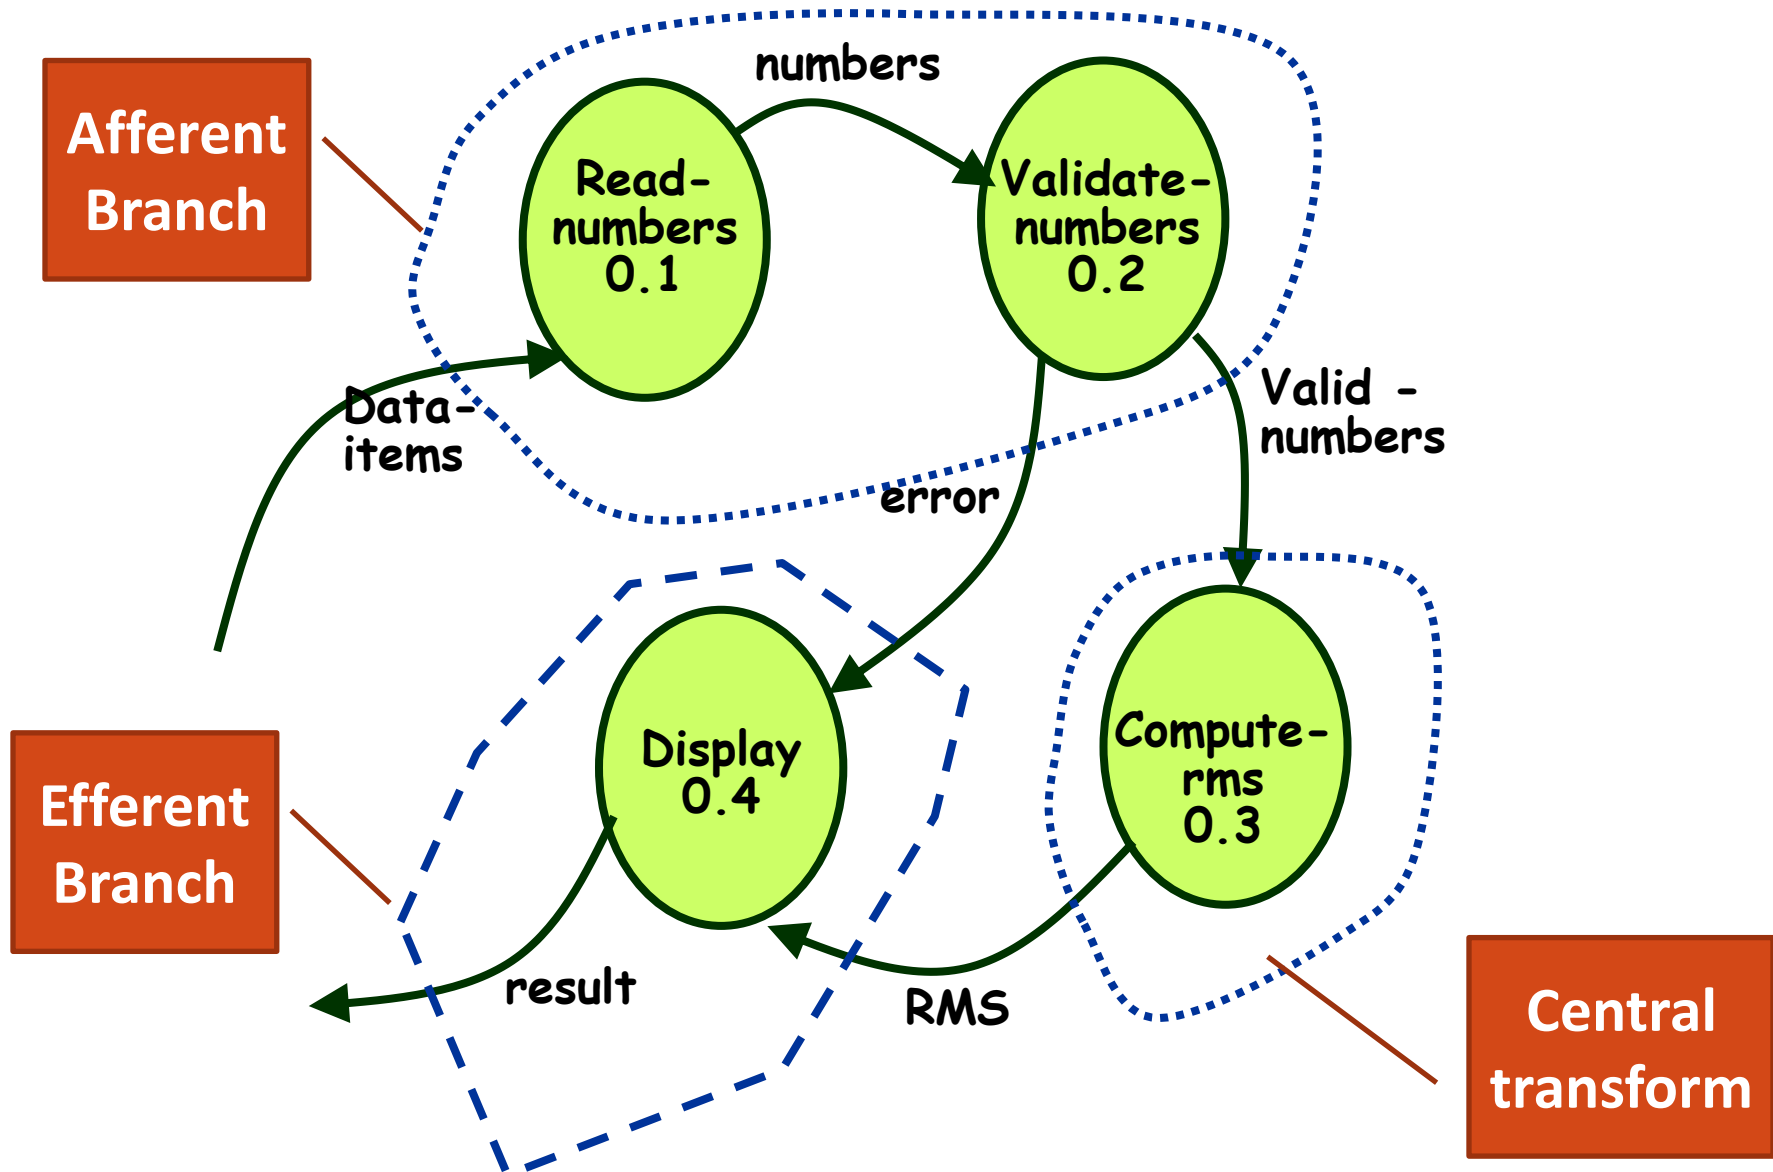 numbers
Afferent
Branch
Read-
numbers
0.1
Validate-
numbers
0.2
Data-
items
Valid -
numbers
error
Efferent
Branch
Display
0.4
Compute-
rms
0.3
result
RMS
Central
transform